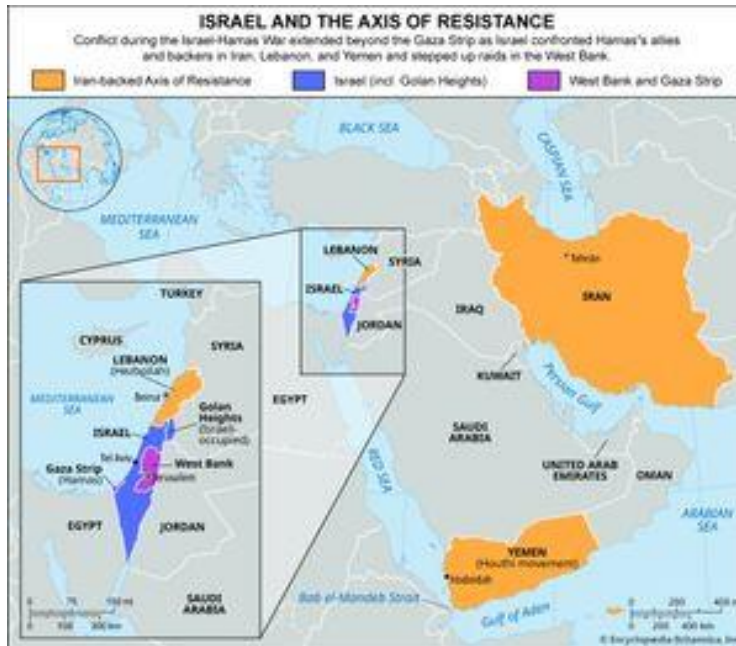 ISRAEL AND THE AXIS OF RESISTANCE
Conflict during the Israel-Hamas War extended beyond the Gaza Strip as Israel confronted Hamas's allies
and backers in Iran, Lebanon, and Yemen and stepped up raids in the West Bank.
Iran-backed Axis of Resistance
Israel (incl. Golan Heights)
West Bank and Gaza Strip
BLACK SEA
CASPIAN SEA
MEDITERRANEAN
SEA
LEBANON
SYRIA
ISRAEL
JORDAN
Tehrān
IRAN
IRAQ
KUWAIT
Persian Gulf
EGYPT
SAUDI
ARABIA
RED SEA
UNITED ARAB
EMIRATES
OMAN
ARABIAN
SEA
YEMEN
(Houthi movement)
Hodeidah
Bab el-Mandeb Strait
Gulf of Aden
TURKEY
CYPRUS
SYRIA
LEBANON
(Hezbollah)
Beirut
MEDITERRANEAN
SEA
Golan
Heights
(Israeli-
occupied)
ISRAEL
Tel Aviv
West Bank
Gaza Strip
(Hamas)
Jerusalem
EGYPT
JORDAN
SAUDI
ARABIA
0 75 150 mi
0 100 200 km
0 200 400 mi
0 200 400 km
© Encyclopædia Britannica, Inc.